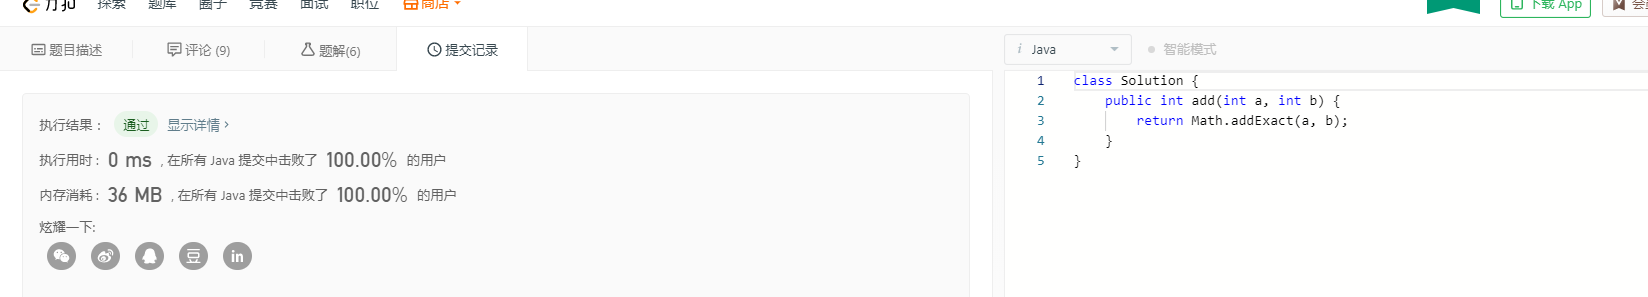 力扣 探索 题库 圈子 竞赛 面试 职位 商店 下载 App
题目描述 评论 (9) 题解(6) 提交记录
i Java 智能模式
执行结果： 通过 显示详情 ›
执行用时 : 0 ms , 在所有 Java 提交中击败了 100.00% 的用户
内存消耗 : 36 MB , 在所有 Java 提交中击败了 100.00% 的用户
炫耀一下:
豆 in
1 class Solution {
2 public int add(int a, int b) {
3 return Math.addExact(a, b);
4 }
5 }